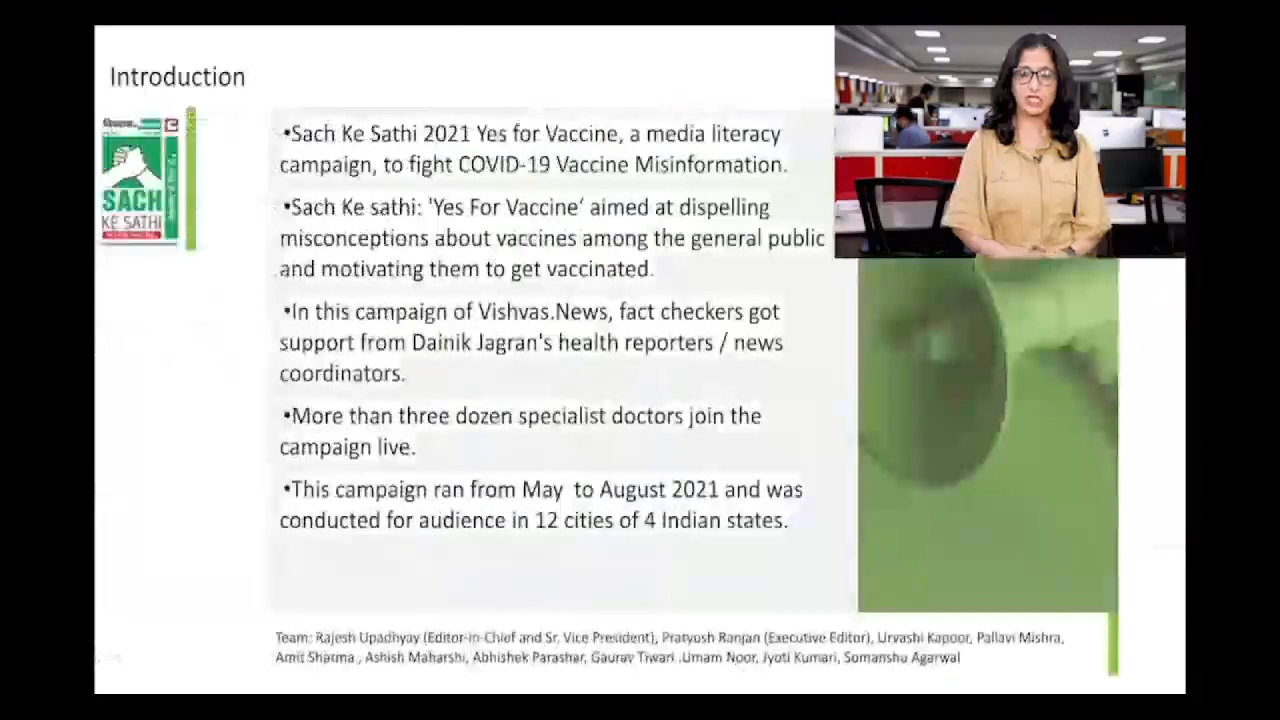 Introduction
SACH
KE SATHI
•Sach Ke Sathi 2021 Yes for Vaccine, a media literacy
campaign, to fight COVID-19 Vaccine Misinformation.
•Sach Ke sathi: 'Yes For Vaccine‘ aimed at dispelling
misconceptions about vaccines among the general public
and motivating them to get vaccinated.
•In this campaign of Vishvas.News, fact checkers got
support from Dainik Jagran's health reporters / news
coordinators.
•More than three dozen specialist doctors join the
campaign live.
•This campaign ran from May  to August 2021 and was
conducted for audience in 12 cities of 4 Indian states.
Team: Rajesh Upadhyay (Editor-in-Chief and Sr. Vice President), Pratyush Ranjan (Executive Editor), Urvashi Kapoor, Pallavi Mishra,
Amit Sharma , Ashish Maharshi, Abhishek Parashar, Gaurav Tiwari .Umam Noor, Jyoti Kumari, Somanshu Agarwal